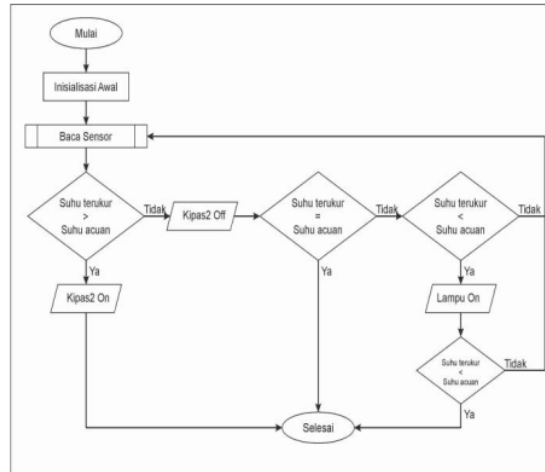 Mulai
Inisialisasi Awal
Baca Sensor
Suhu terukur
>
Suhu acuan
Tidak
Kipas2 Off
Suhu terukur
=
Suhu acuan
Tidak
Suhu terukur
<
Suhu acuan
Tidak
Ya
Kipas2 On
Ya
Ya
Lampu On
Suhu terukur
<
Suhu acuan
Tidak
Ya
Selesai